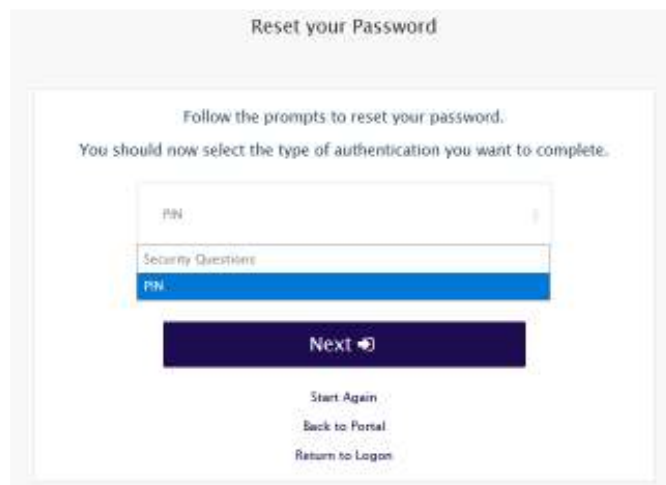 Reset your Password
Follow the prompts to reset your password.
You should now select the type of authentication you want to complete.
PIN
Security Questions
PIN
Next
Start Again
Back to Portal
Return to Logon